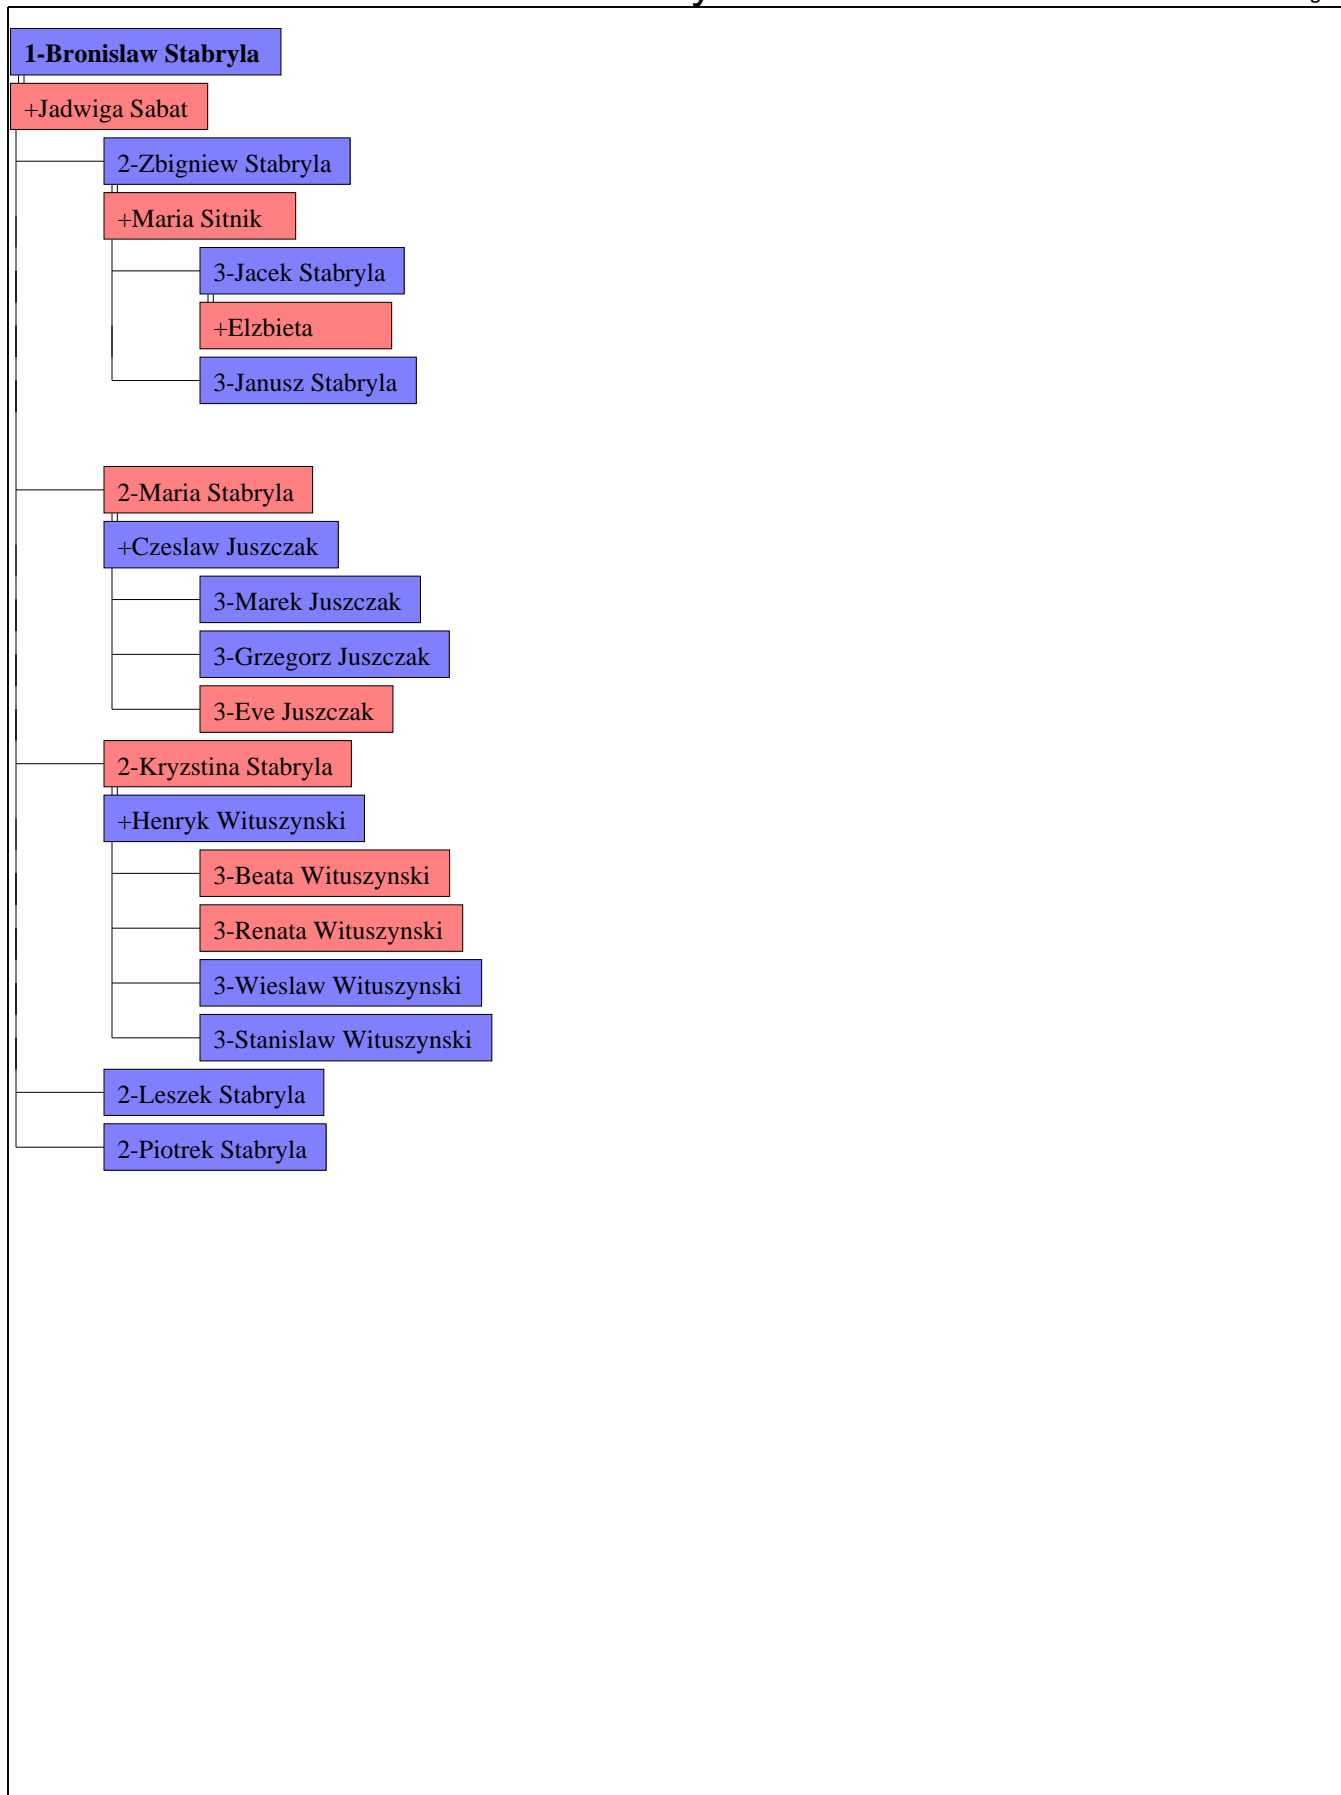 1-Bronislaw Stabryla
+Jadwiga Sabat
2-Zbigniew Stabryla
+Maria Sitnik
3-Jacek Stabryla
+Elzbieta
3-Janusz Stabryla
2-Maria Stabryla
+Czeslaw Juszczak
3-Marek Juszczak
3-Grzegorz Juszczak
3-Eve Juszczak
2-Kryzstina Stabryla
+Henryk Wituszynski
3-Beata Wituszynski
3-Renata Wituszynski
3-Wieslaw Wituszynski
3-Stanislaw Wituszynski
2-Leszek Stabryla
2-Piotrek Stabryla